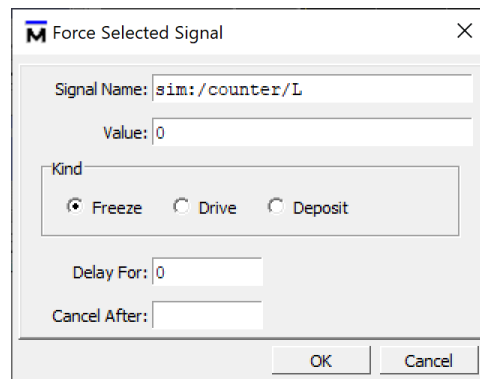 Force Selected Signal
Signal Name: sim:/counter/L
Value: 0
Kind
Freeze Drive Deposit
Delay For: 0
Cancel After:
OK Cancel